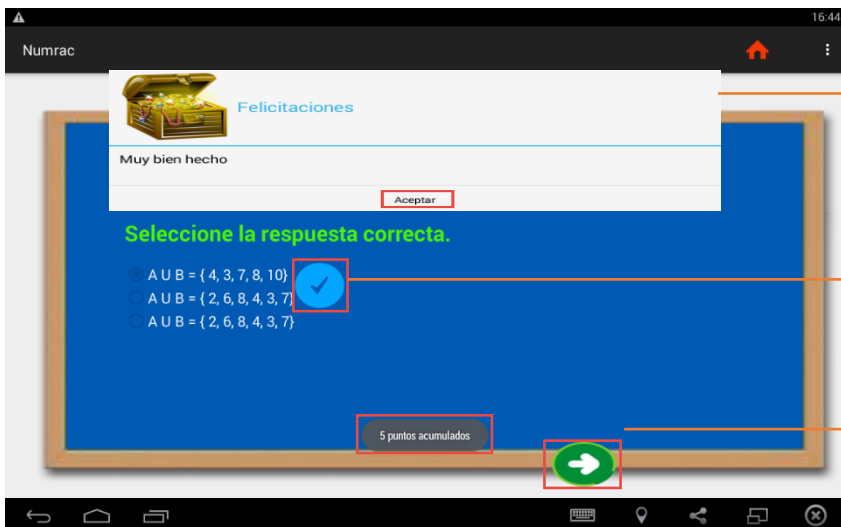 16:44
Numrac
Felicitaciones
Muy bien hecho
Aceptar
Seleccione la respuesta correcta.
A U B = { 4, 3, 7, 8, 10}
A U B = { 2, 6, 8, 4, 3, 7}
A U B = { 2, 6, 8, 4, 3, 7}
5 puntos acumulados